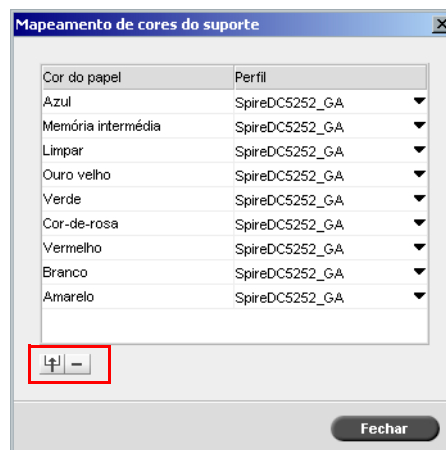 Mapeamento de cores do suporte
Cor do papel Perfil
Azul SpireDC5252_GA
Memória intermédia SpireDC5252_GA
Limpar SpireDC5252_GA
Ouro velho SpireDC5252_GA
Verde SpireDC5252_GA
Cor-de-rosa SpireDC5252_GA
Vermelho SpireDC5252_GA
Branco SpireDC5252_GA
Amarelo SpireDC5252_GA
Fechar